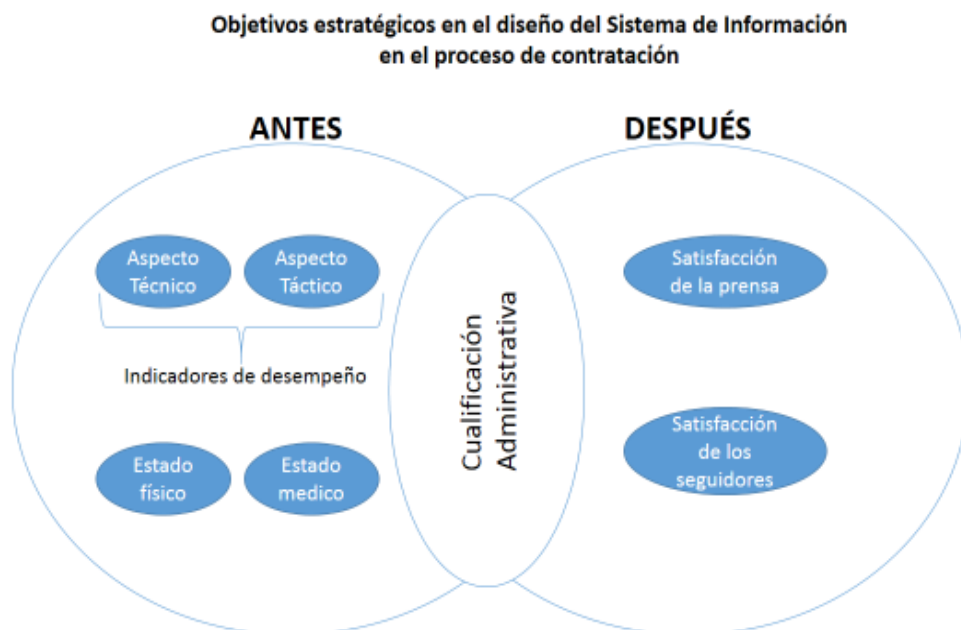 Objetivos estratégicos en el diseño del Sistema de Información
en el proceso de contratación
ANTES
DESPUÉS
Aspecto
Técnico
Aspecto
Táctico
Indicadores de desempeño
Estado
físico
Estado
medico
Cualificación
Administrativa
Satisfacción
de la prensa
Satisfacción
de los
seguidores